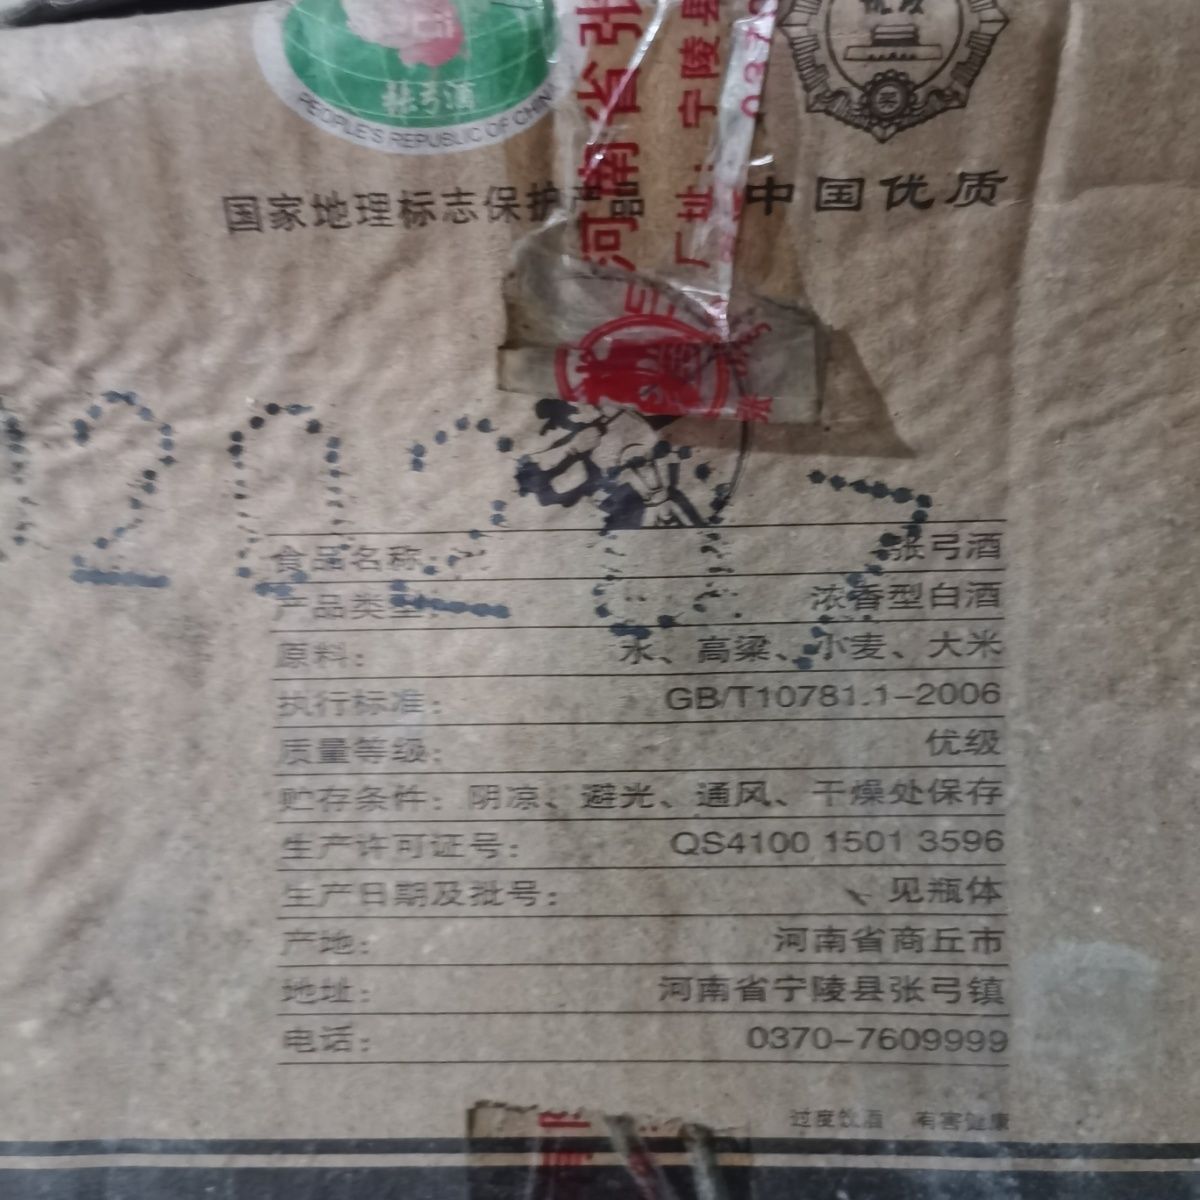 张弓酒
PEOPLE'S REPUBLIC OF CHINA
国家地理标志保护产品
中国优质
河南省张
厂址：宁陵县
食品名称： 张弓酒
产品类型： 浓香型白酒
原料： 水、高粱、小麦、大米
执行标准： GB/T10781.1-2006
质量等级： 优级
贮存条件：阴凉、避光、通风、干燥处保存
生产许可证号： QS4100 1501 3596
生产日期及批号： 见瓶体
产地： 河南省商丘市
地址： 河南省宁陵县张弓镇
电话： 0370-7609999
过度饮酒 有害健康